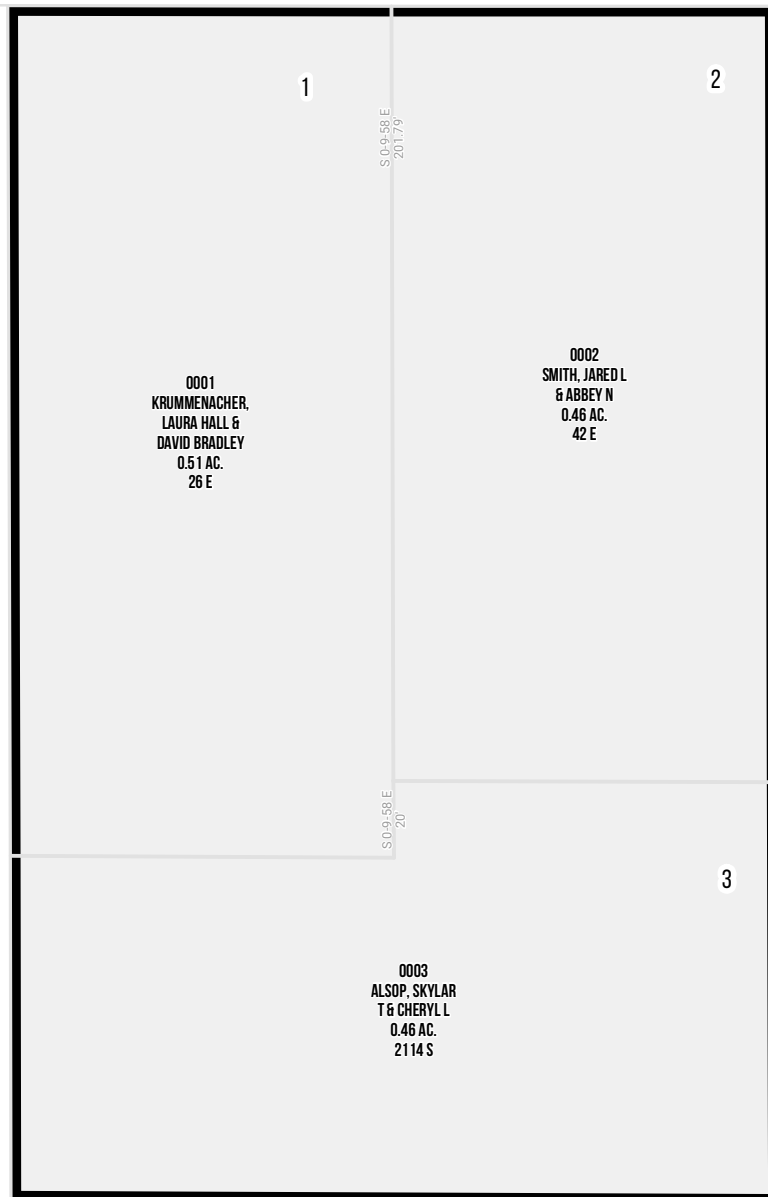 1
2
S 0-9-58 E
201.79'
0001
KRUMMENACHER,
LAURA HALL &
DAVID BRADLEY
0.51 AC.
26 E
0002
SMITH, JARED L
& ABBEY N
0.46 AC.
42 E
S 0-9-58 E
20'
3
0003
ALSOP, SKYLAR
T & CHERYL L
0.46 AC.
2114 S